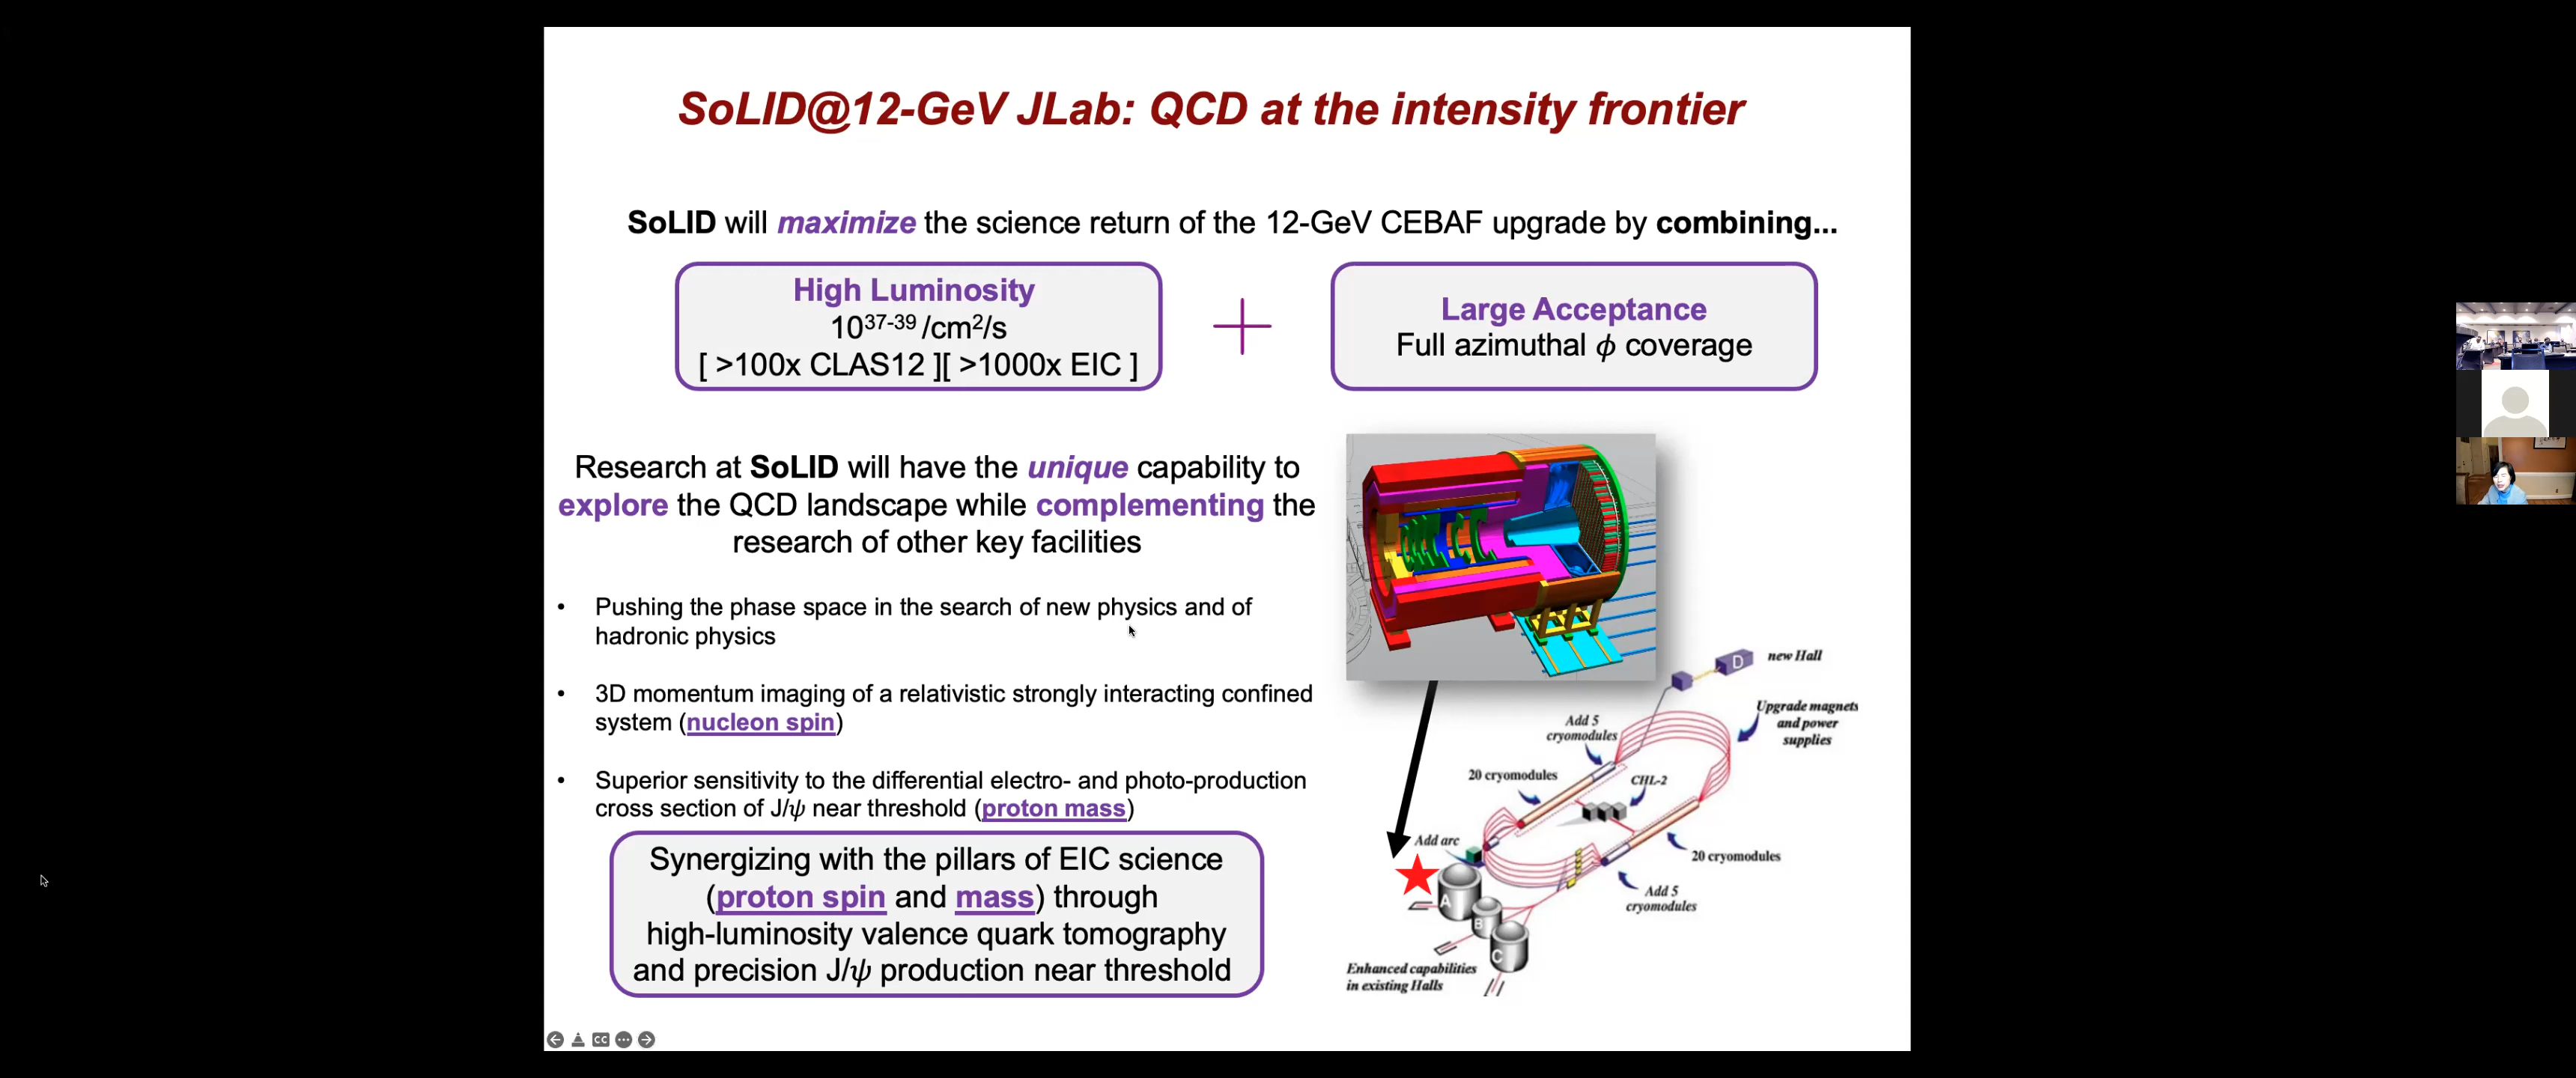 SoLID@12-GeV JLab: QCD at the intensity frontier
SoLID will maximize the science return of the 12-GeV CEBAF upgrade by combining...
High Luminosity
10³⁷⁻³⁹ /cm²/s
[ >100x CLAS12 ][ >1000x EIC ]
Large Acceptance
Full azimuthal ϕ coverage
Research at SoLID will have the unique capability to
explore the QCD landscape while complementing the
research of other key facilities
• Pushing the phase space in the search of new physics and of
hadronic physics
• 3D momentum imaging of a relativistic strongly interacting confined
system (nucleon spin)
• Superior sensitivity to the differential electro- and photo-production
cross section of J/ψ near threshold (proton mass)
Synergizing with the pillars of EIC science
(proton spin and mass) through
high-luminosity valence quark tomography
and precision J/ψ production near threshold
D
new Hall
Upgrade magnets
and power
supplies
Add 5
cryomodules
20 cryomodules
CHL-2
Add arc
20 cryomodules
Add 5
cryomodules
A
B
C
Enhanced capabilities
in existing Halls
CC